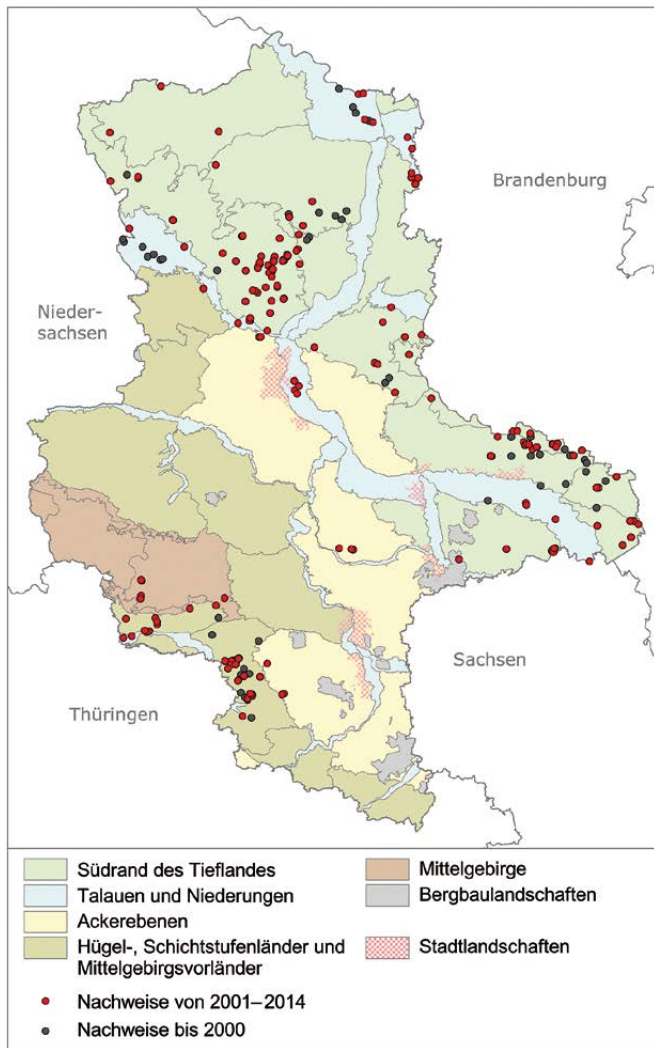 Brandenburg
Nieder-
sachsen
Sachsen
Thüringen
Südrand des Tieflandes
Talauen und Niederungen
Ackerebenen
Hügel-, Schichtstufenländer und
Mittelgebirgsvorländer
Mittelgebirge
Bergbaulandschaften
Stadtlandschaften
Nachweise von 2001–2014
Nachweise bis 2000